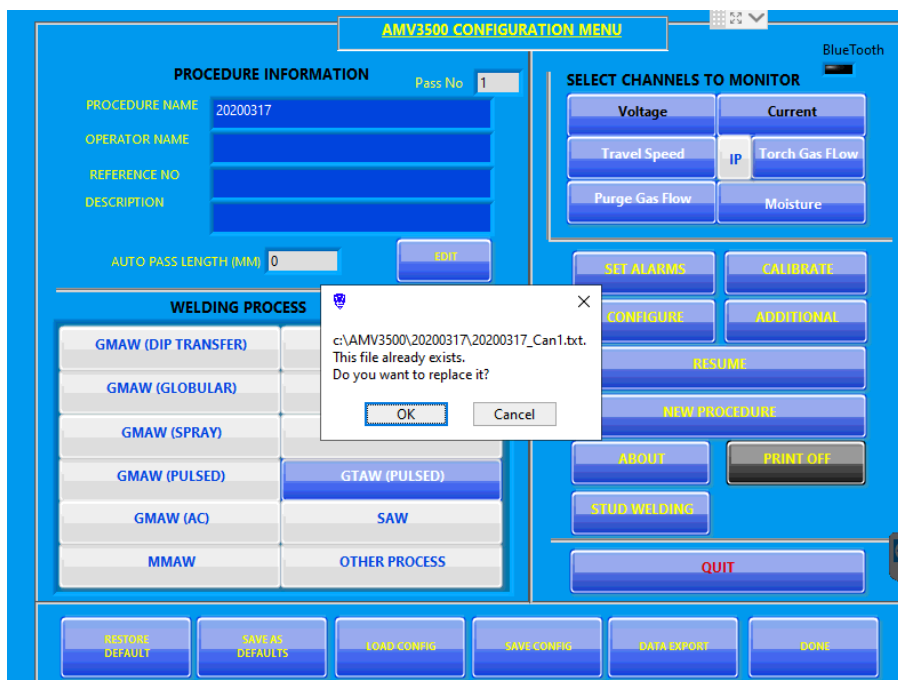 AMV3500 CONFIGURATION MENU
BlueTooth
PROCEDURE INFORMATION
Pass No 1
PROCEDURE NAME 20200317
OPERATOR NAME
REFERENCE NO
DESCRIPTION
AUTO PASS LENGTH (MM) 0
EDIT
SELECT CHANNELS TO MONITOR
Voltage Current
Travel Speed IP Torch Gas FLow
Purge Gas Flow Moisture
WELDING PROCESS
GMAW (DIP TRANSFER)
GMAW (GLOBULAR)
GMAW (SPRAY)
GMAW (PULSED) GTAW (PULSED)
GMAW (AC) SAW
MMAW OTHER PROCESS
c:\AMV3500\20200317\20200317_Can1.txt.
This file already exists.
Do you want to replace it?
OK Cancel
SET ALARMS CALIBRATE
CONFIGURE ADDITIONAL
RESUME
NEW PROCEDURE
ABOUT PRINT OFF
STUD WELDING
QUIT
RESTORE DEFAULT
SAVE AS DEFAULTS
LOAD CONFIG
SAVE CONFIG
DATA EXPORT
DONE